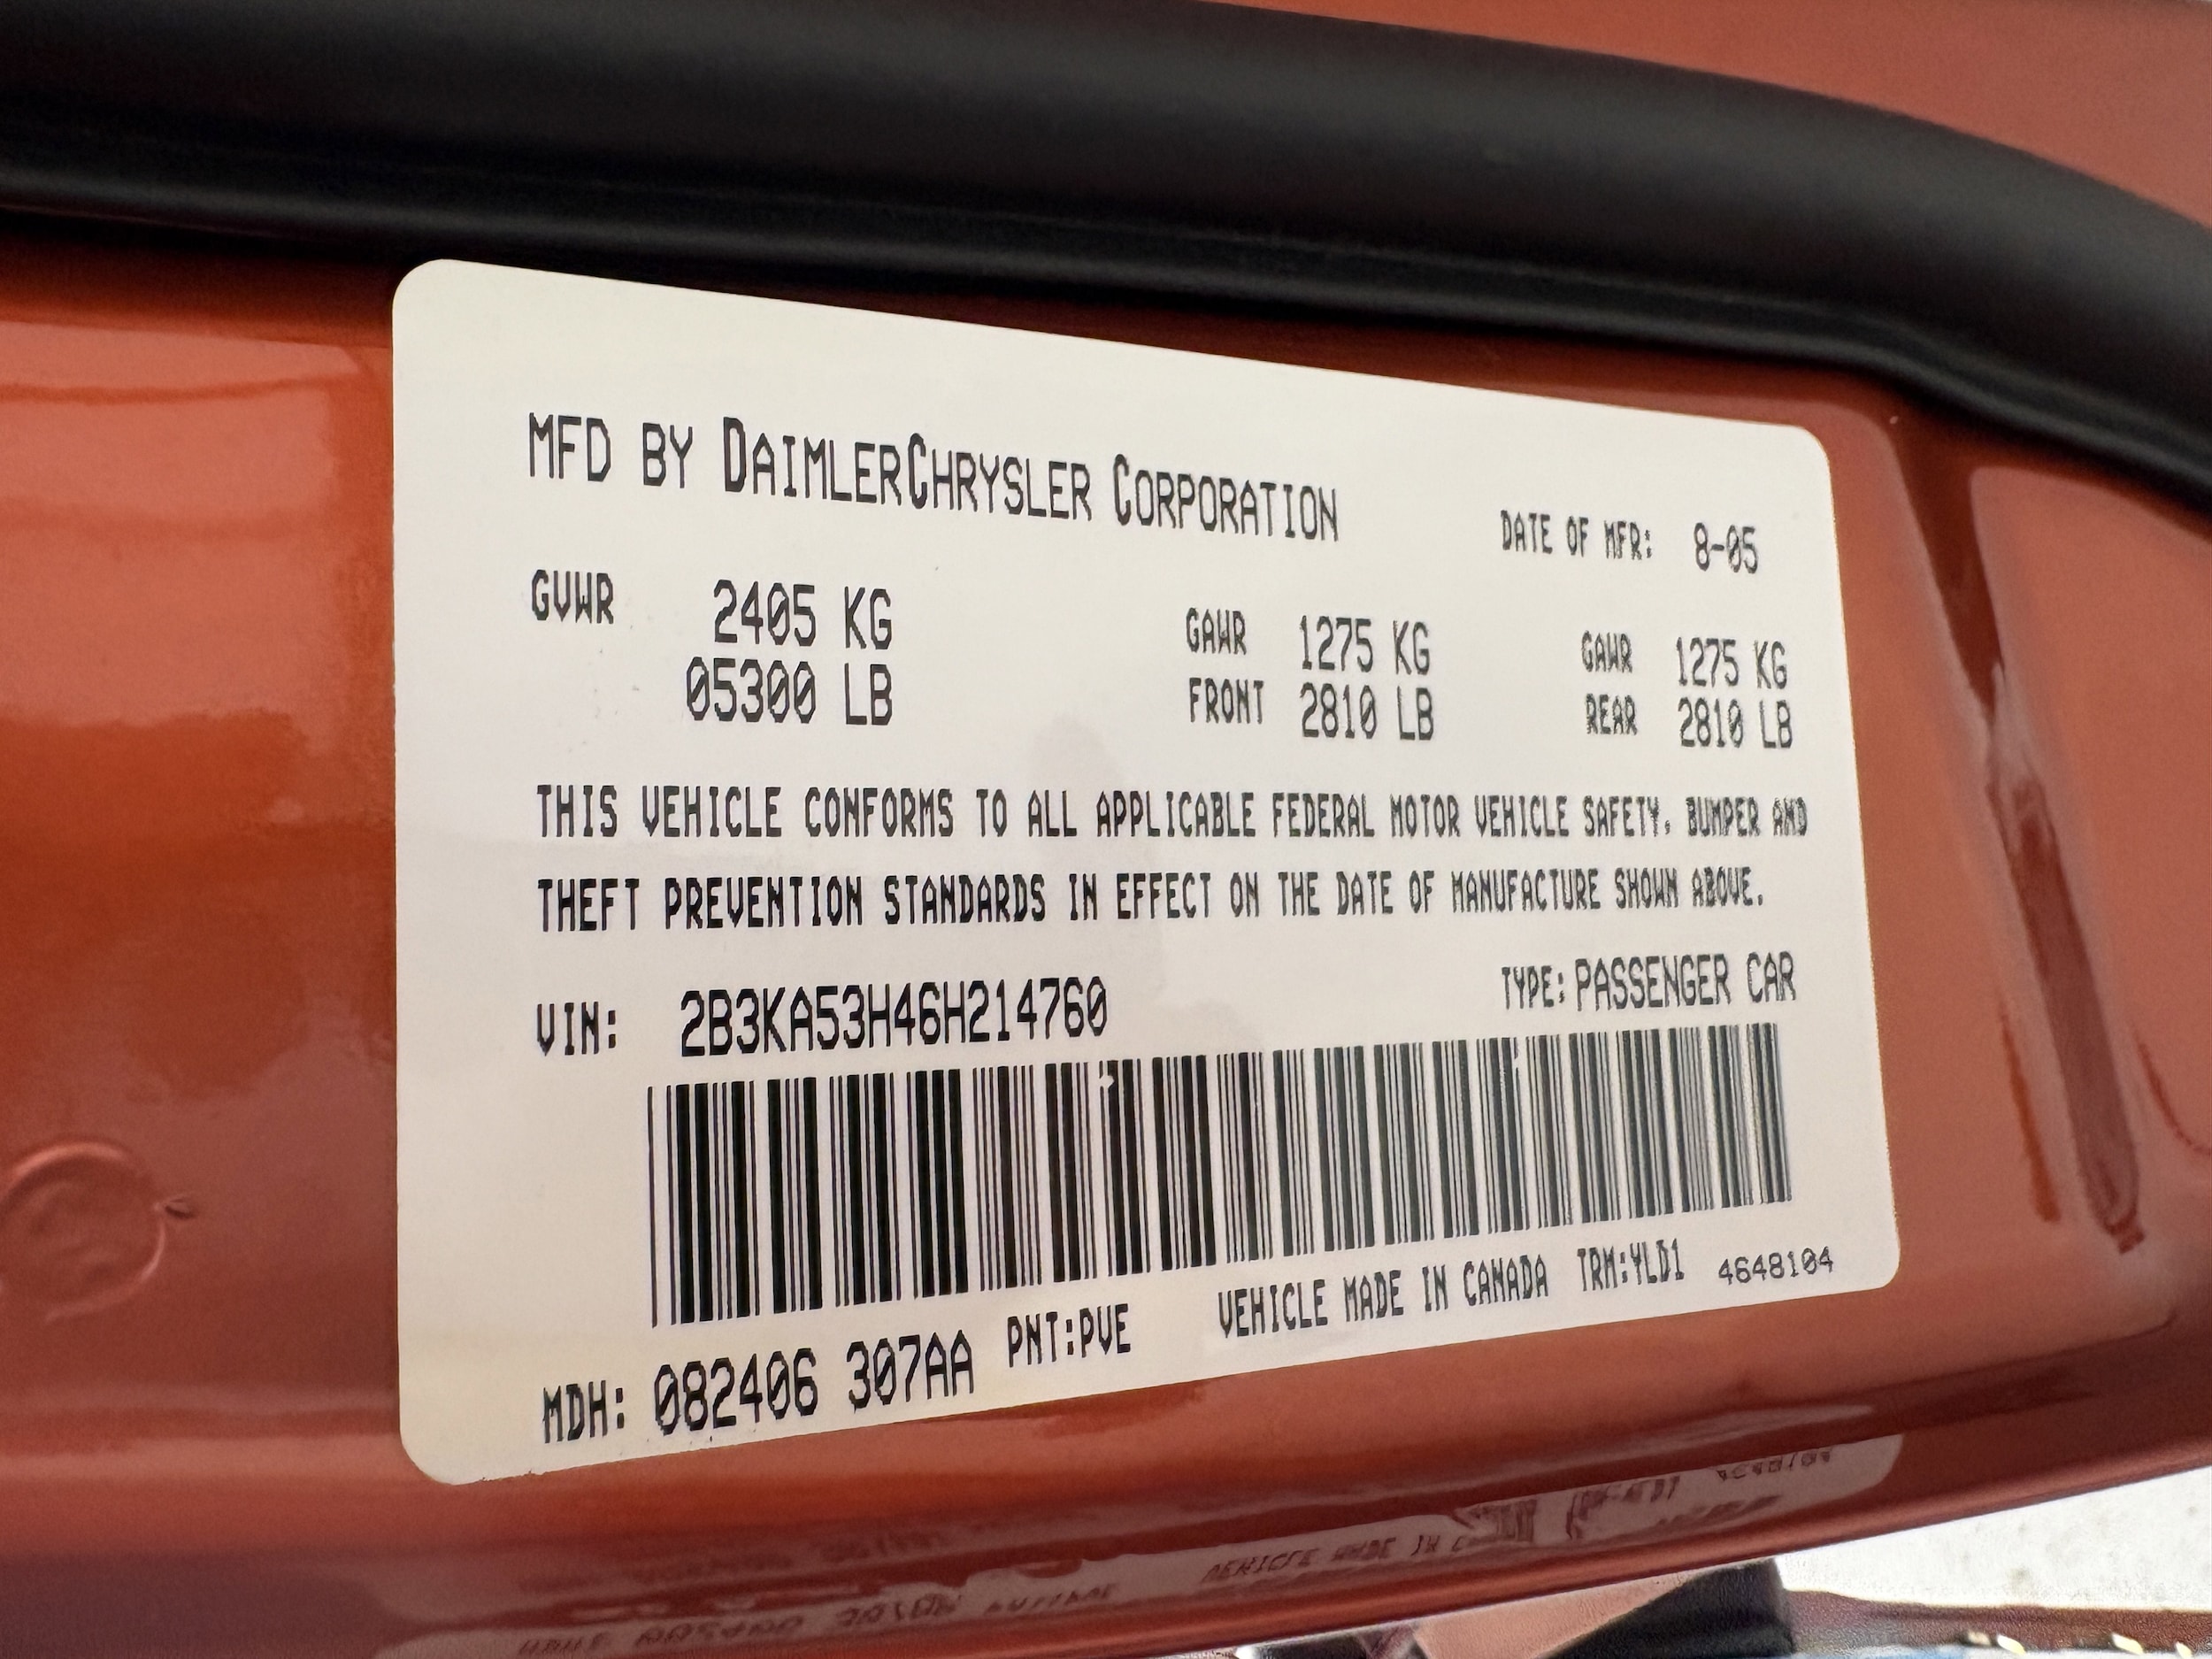 MFD BY DAIMLERCHRYSLER CORPORATION
DATE OF MFR: 8-05
GVWR 2405 KG
05300 LB
GAWR 1275 KG
FRONT 2810 LB
GAWR 1275 KG
REAR 2810 LB
THIS VEHICLE CONFORMS TO ALL APPLICABLE FEDERAL MOTOR VEHICLE SAFETY, BUMPER AND
THEFT PREVENTION STANDARDS IN EFFECT ON THE DATE OF MANUFACTURE SHOWN ABOVE.
VIN: 2B3KA53H46H214760
TYPE: PASSENGER CAR
MDH: 082406 307AA PNT:PVE VEHICLE MADE IN CANADA TRM:YLD1 4648104